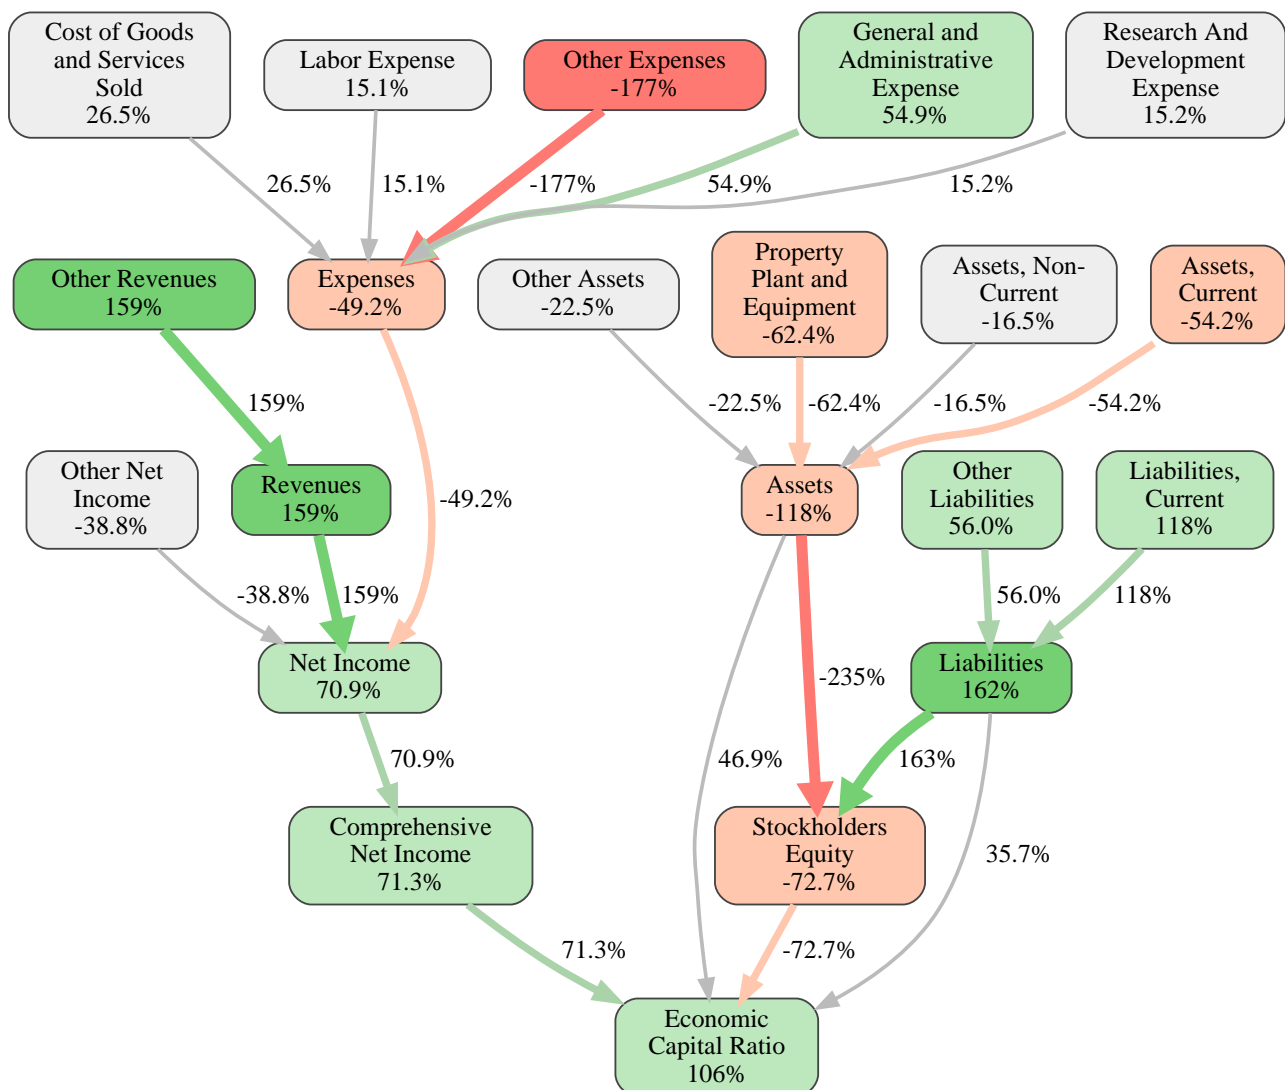 Cost of Goods
and Services
Sold
26.5%
Labor Expense
15.1%
Other Expenses
-177%
General and
Administrative
Expense
54.9%
Research And
Development
Expense
15.2%
26.5%
15.1%
-177%
54.9%
15.2%
Other Revenues
159%
Expenses
-49.2%
Other Assets
-22.5%
Property
Plant and
Equipment
-62.4%
Assets, Non-
Current
-16.5%
Assets,
Current
-54.2%
159%
-49.2%
-22.5%
-62.4%
-16.5%
-54.2%
Other Net
Income
-38.8%
Revenues
159%
Assets
-118%
Other
Liabilities
56.0%
Liabilities,
Current
118%
-38.8%
159%
56.0%
118%
Net Income
70.9%
Liabilities
162%
-235%
70.9%
46.9%
163%
35.7%
Comprehensive
Net Income
71.3%
Stockholders
Equity
-72.7%
71.3%
-72.7%
Economic
Capital Ratio
106%